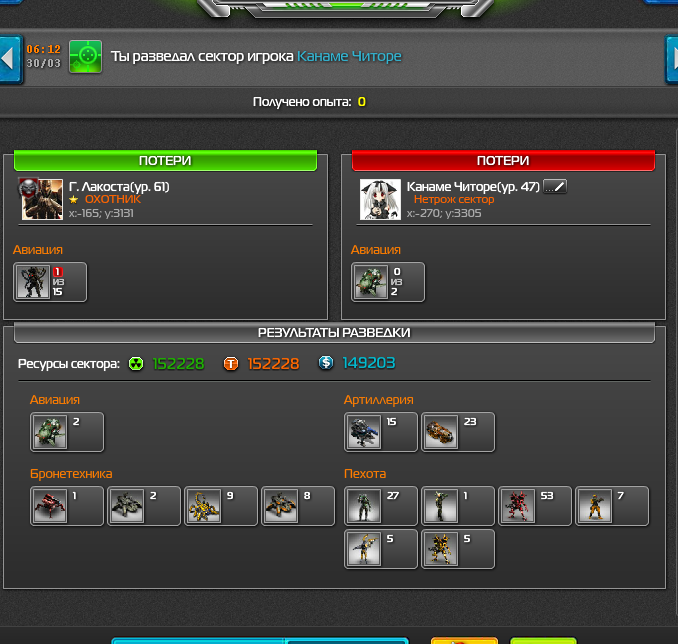 06:12
30/03
Ты разведал сектор игрока Канаме Читоре
Получено опыта: 0
ПОТЕРИ
Г. Лакоста(ур. 61)
ОХОТНИК
x:-165; y:3131
Авиация
1
ИЗ
15
ПОТЕРИ
Канаме Читоре(ур. 47) ...
Нетрож сектор
x:-270; y:3305
Авиация
0
ИЗ
2
РЕЗУЛЬТАТЫ РАЗВЕДКИ
Ресурсы сектора: 152228 T 152228 $ 149203
Авиация
2
Артиллерия
15 23
Бронетехника
1 2 9 8
Пехота
27 1 53 7
5 5